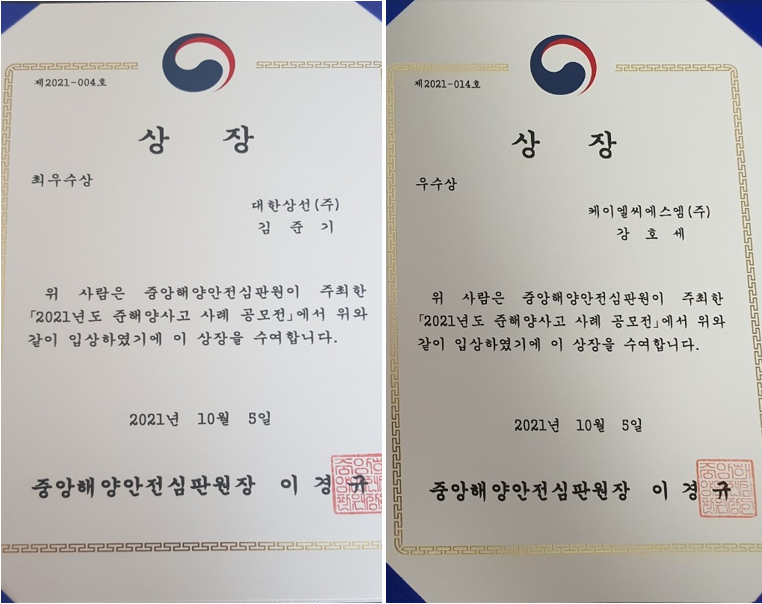 제2021-004호
상 장
최우수상
대한상선(주)
김 준 기
위 사람은 중앙해양안전심판원이 주최한
「2021년도 준해양사고 사례 공모전」에서 위와
같이 입상하였기에 이 상장을 수여합니다.
2021년 10월 5일
중앙해양안전심판원장 이 경 규
제2021-014호
상 장
우수상
케이엘씨에스엠(주)
강 호 세
위 사람은 중앙해양안전심판원이 주최한
「2021년도 준해양사고 사례 공모전」에서 위와
같이 입상하였기에 이 상장을 수여합니다.
2021년 10월 5일
중앙해양안전심판원장 이 경 규